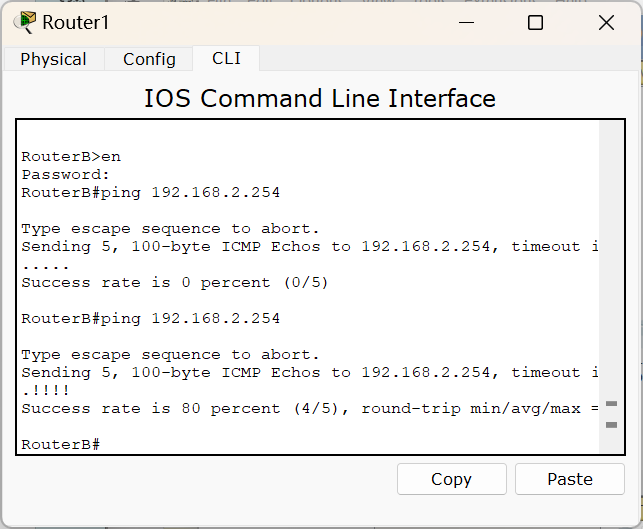 Router1
Physical Config CLI
IOS Command Line Interface
RouterB>en
Password:
RouterB#ping 192.168.2.254
Type escape sequence to abort.
Sending 5, 100-byte ICMP Echos to 192.168.2.254, timeout i
.....
Success rate is 0 percent (0/5)
RouterB#ping 192.168.2.254
Type escape sequence to abort.
Sending 5, 100-byte ICMP Echos to 192.168.2.254, timeout i
.!!!!
Success rate is 80 percent (4/5), round-trip min/avg/max =
RouterB#
Copy Paste